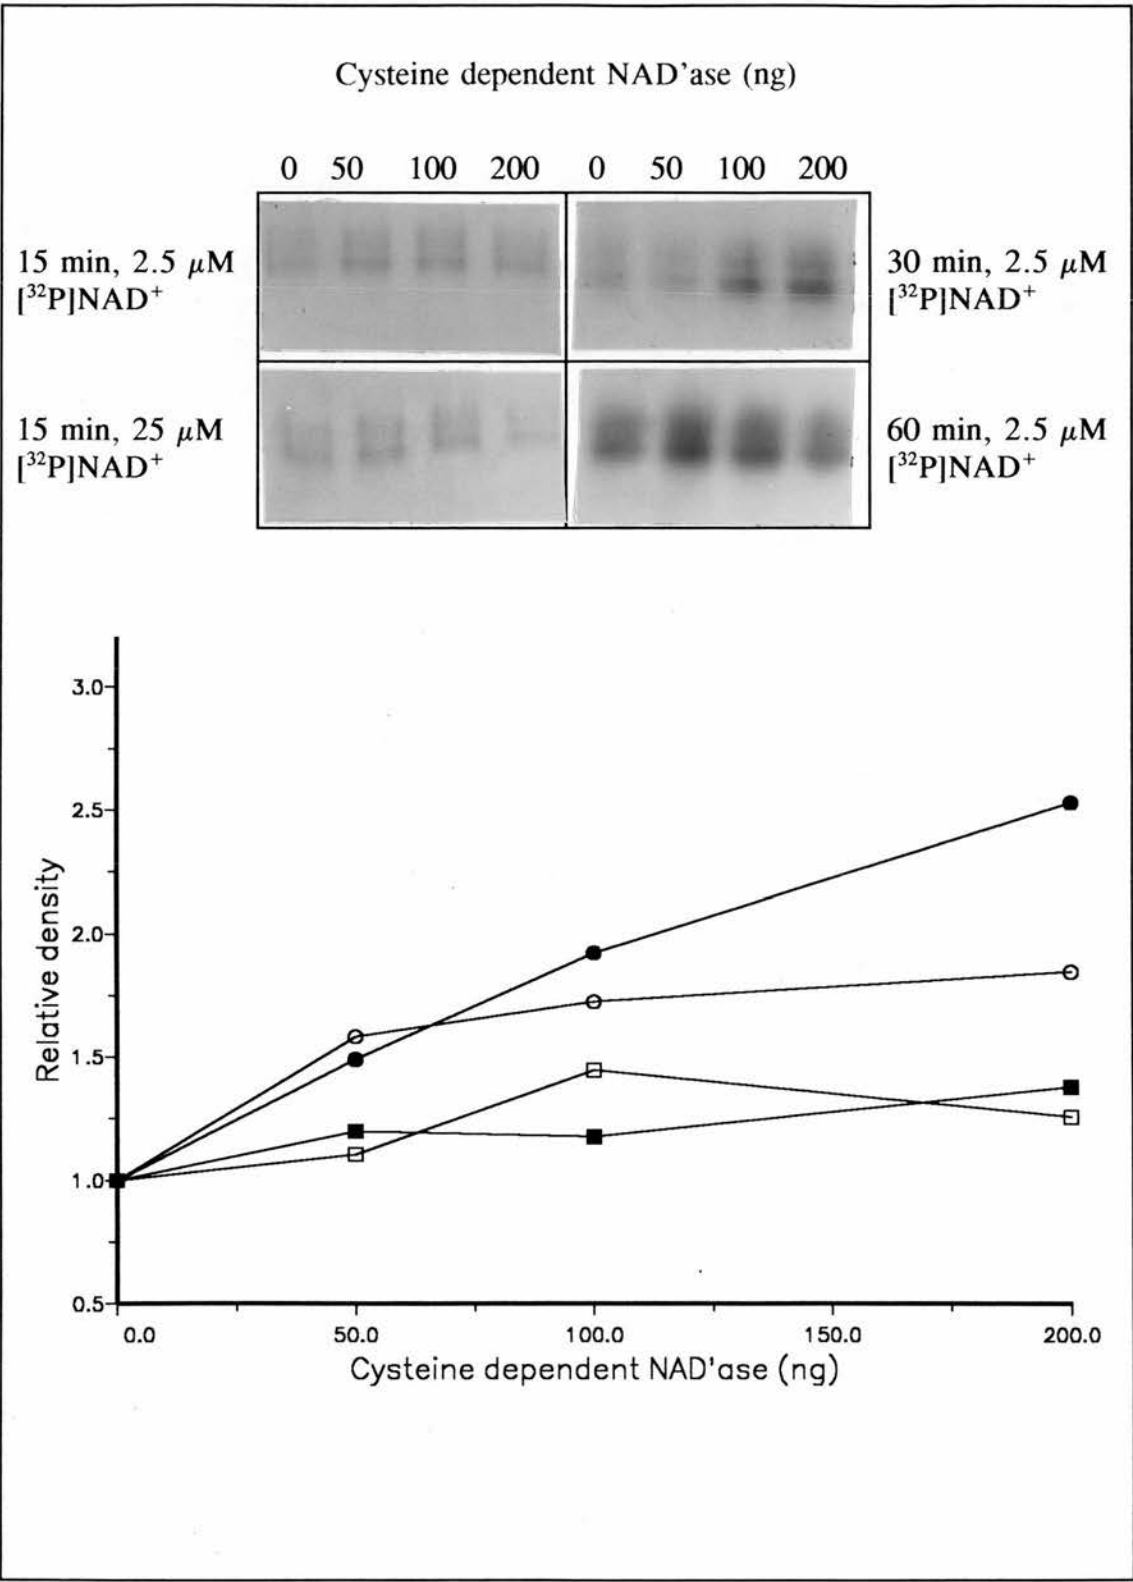 Cysteine dependent NAD'ase (ng)
0 50 100 200 0 50 100 200
15 min, 2.5 μM
[³²P]NAD⁺
30 min, 2.5 μM
[³²P]NAD⁺
15 min, 25 μM
[³²P]NAD⁺
60 min, 2.5 μM
[³²P]NAD⁺
3.0
2.5
2.0
1.5
1.0
0.5
Relative density
0.0 50.0 100.0 150.0 200.0
Cysteine dependent NAD'ase (ng)